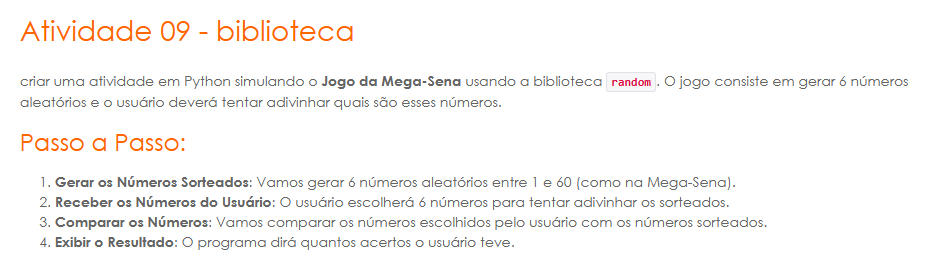 Atividade 09 - biblioteca
criar uma atividade em Python simulando o Jogo da Mega-Sena usando a biblioteca random. O jogo consiste em gerar 6 números
aleatórios e o usuário deverá tentar adivinhar quais são esses números.
Passo a Passo:
1. Gerar os Números Sorteados: Vamos gerar 6 números aleatórios entre 1 e 60 (como na Mega-Sena).
2. Receber os Números do Usuário: O usuário escolherá 6 números para tentar adivinhar os sorteados.
3. Comparar os Números: Vamos comparar os números escolhidos pelo usuário com os números sorteados.
4. Exibir o Resultado: O programa dirá quantos acertos o usuário teve.